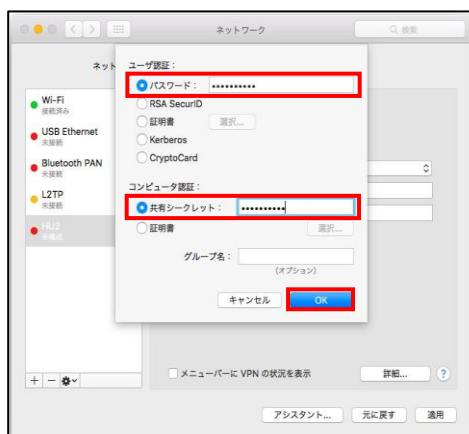 ネットワーク
検索
ネット
ユーザ認証：
パスワード： ••••••••••
RSA SecurID
証明書 選択...
Kerberos
CryptoCard
コンピュータ認証：
共有シークレット： ••••••••••
証明書 選択...
グループ名：
(オプション)
キャンセル OK
Wi-Fi
接続済み
USB Ethernet
未接続
Bluetooth PAN
未接続
L2TP
未接続
HU2
未構成
メニューバーに VPN の状況を表示 詳細... ?
アシスタント... 元に戻す 適用